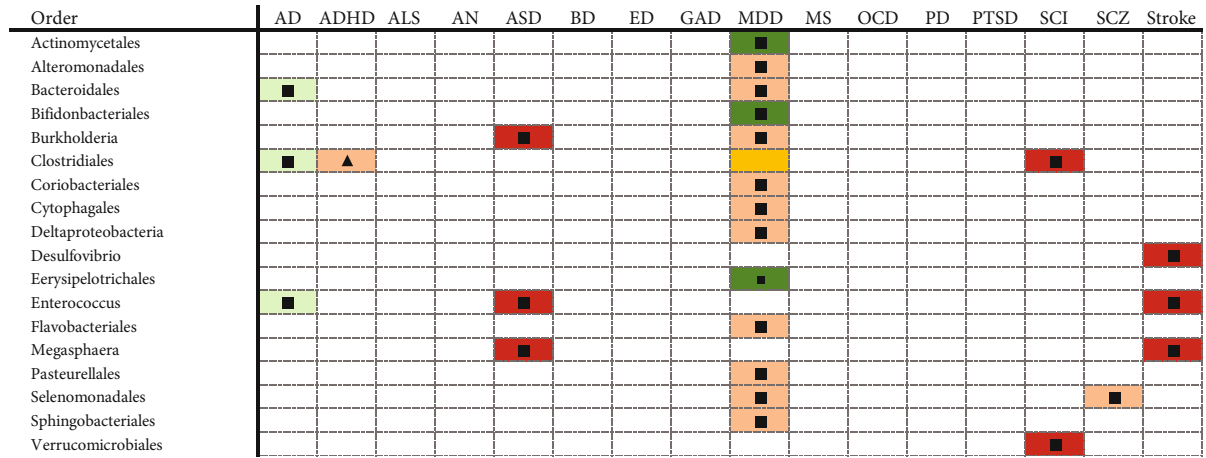 Order AD ADHD ALS AN ASD BD ED GAD MDD MS OCD PD PTSD SCI SCZ Stroke
Actinomycetales
Alteromonadales
Bacteroidales
Bifidonbacteriales
Burkholderia
Clostridiales
Coriobacteriales
Cytophagales
Deltaproteobacteria
Desulfovibrio
Eerysipelotrichales
Enterococcus
Flavobacteriales
Megasphaera
Pasteurellales
Selenomonadales
Sphingobacteriales
Verrucomicrobiales